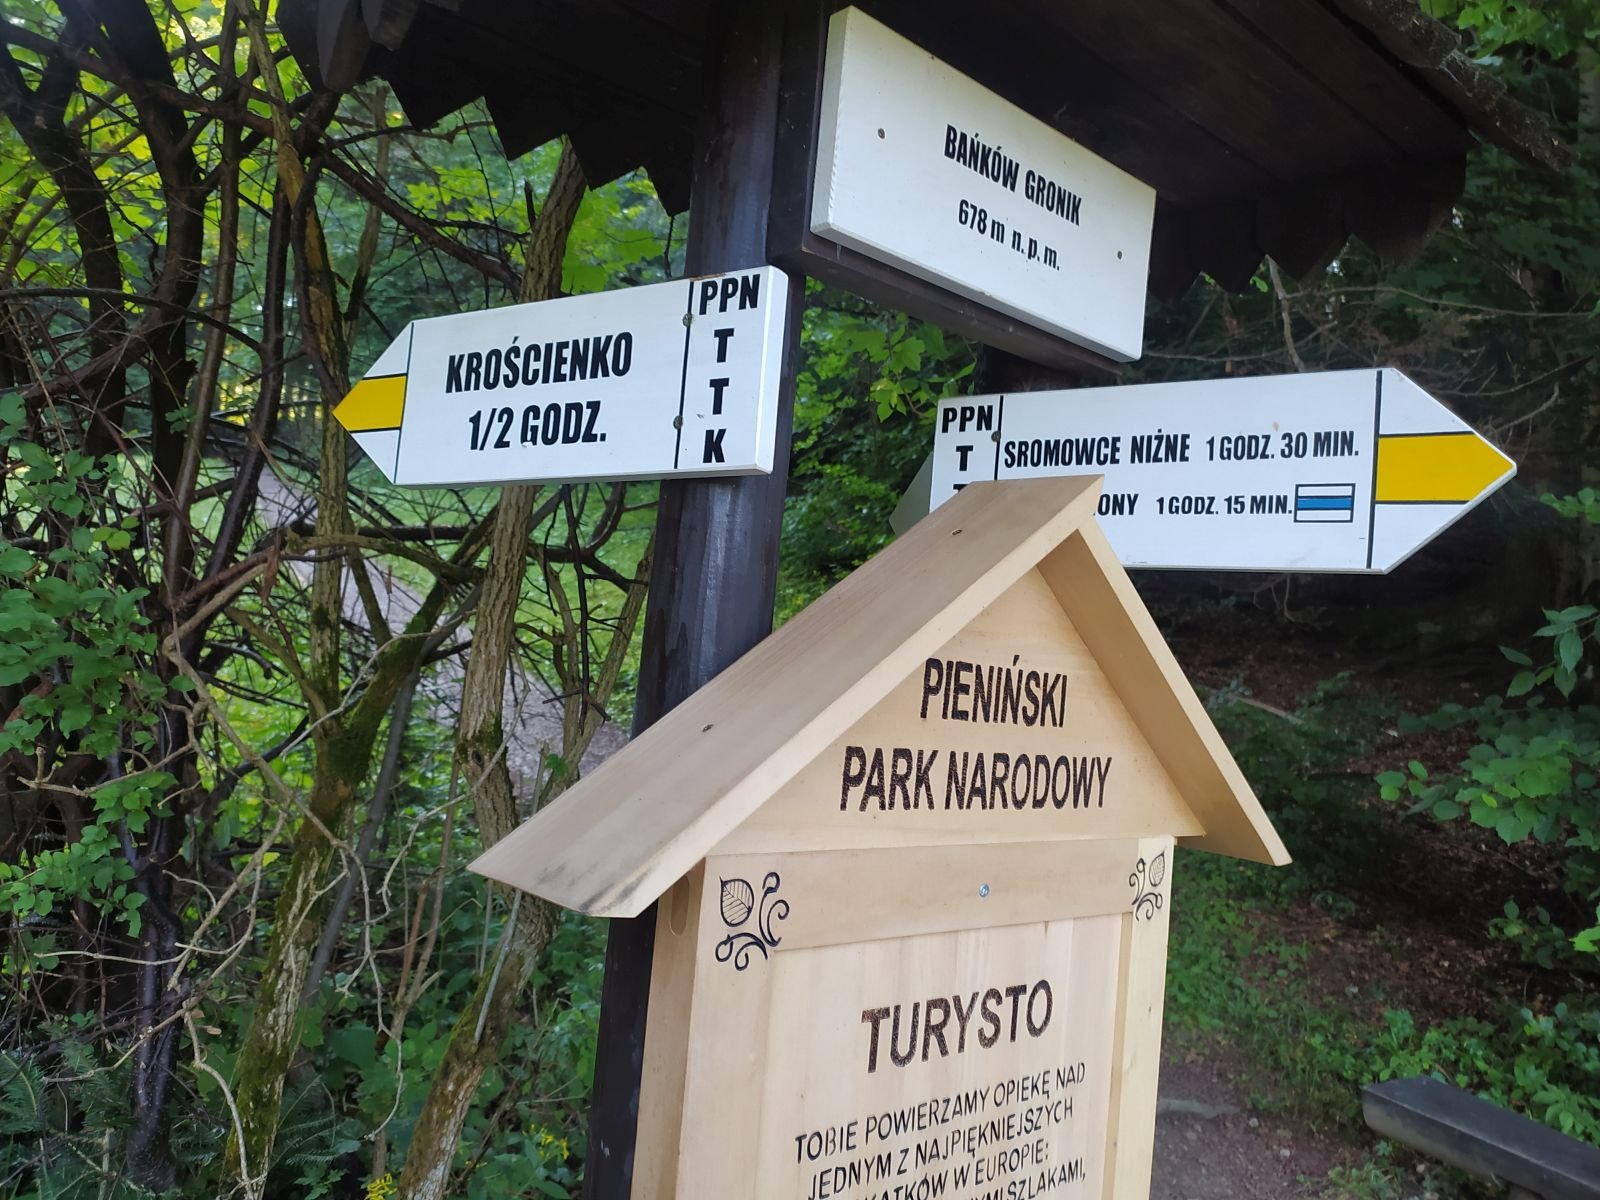 BAŃKÓW GRONIK
678 m n. p. m.
KROŚCIENKO
1/2 GODZ.
PPN
T
T
K
PPN
T
SROMOWCE NIŻNE 1 GODZ. 30 MIN.
1 GODZ. 15 MIN.
PIENIŃSKI
PARK NARODOWY
TURYSTO
TOBIE POWIERZAMY OPIEKĘ NAD
JEDNYM Z NAJPIĘKNIEJSZYCH
W EUROPIE: